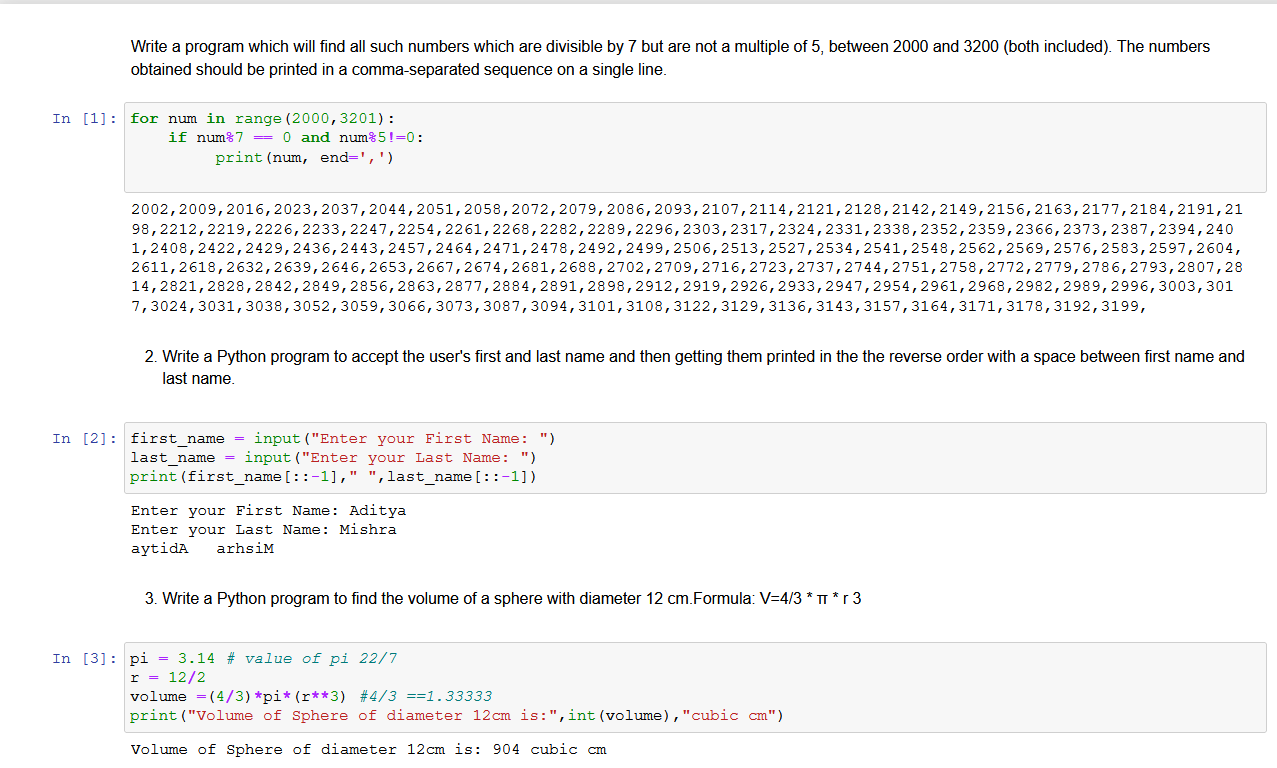 Write a program which will find all such numbers which are divisible by 7 but are not a multiple of 5, between 2000 and 3200 (both included). The numbers
obtained should be printed in a comma-separated sequence on a single line.
In [1]: for num in range(2000,3201):
    if num%7 == 0 and num%5!=0:
         print(num, end=',')
2002,2009,2016,2023,2037,2044,2051,2058,2072,2079,2086,2093,2107,2114,2121,2128,2142,2149,2156,2163,2177,2184,2191,21
98,2212,2219,2226,2233,2247,2254,2261,2268,2282,2289,2296,2303,2317,2324,2331,2338,2352,2359,2366,2373,2387,2394,240
1,2408,2422,2429,2436,2443,2457,2464,2471,2478,2492,2499,2506,2513,2527,2534,2541,2548,2562,2569,2576,2583,2597,2604,
2611,2618,2632,2639,2646,2653,2667,2674,2681,2688,2702,2709,2716,2723,2737,2744,2751,2758,2772,2779,2786,2793,2807,28
14,2821,2828,2842,2849,2856,2863,2877,2884,2891,2898,2912,2919,2926,2933,2947,2954,2961,2968,2982,2989,2996,3003,301
7,3024,3031,3038,3052,3059,3066,3073,3087,3094,3101,3108,3122,3129,3136,3143,3157,3164,3171,3178,3192,3199,
2. Write a Python program to accept the user's first and last name and then getting them printed in the the reverse order with a space between first name and
last name.
In [2]: first_name = input("Enter your First Name: ")
last_name = input("Enter your Last Name: ")
print(first_name[::-1]," ",last_name[::-1])
Enter your First Name: Aditya
Enter your Last Name: Mishra
aytidA   arhsiM
3. Write a Python program to find the volume of a sphere with diameter 12 cm.Formula: V=4/3 * π * r 3
In [3]: pi = 3.14 # value of pi 22/7
r = 12/2
volume =(4/3)*pi*(r**3) #4/3 ==1.33333
print("Volume of Sphere of diameter 12cm is:",int(volume),"cubic cm")
Volume of Sphere of diameter 12cm is: 904 cubic cm